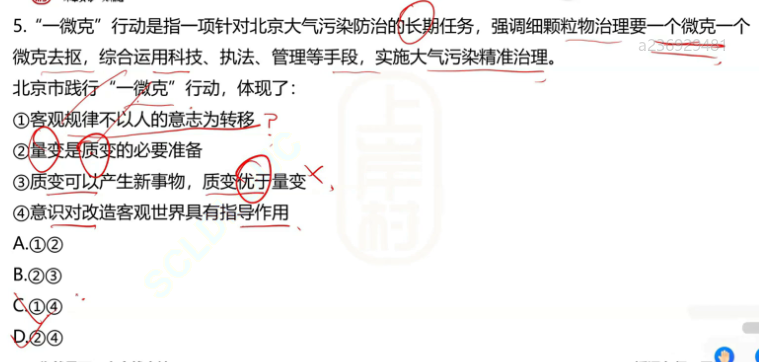 5.“一微克”行动是指一项针对北京大气污染防治的长期任务，强调细颗粒物治理要一个微克一个
微克去抠，综合运用科技、执法、管理等手段，实施大气污染精准治理。
a236929481
北京市践行“一微克”行动，体现了：
①客观规律不以人的意志为转移 ?
②量变是质变的必要准备
③质变可以产生新事物，质变优于量变
④意识对改造客观世界具有指导作用
A.①②
B.②③
C.①④
D.②④
上岸村